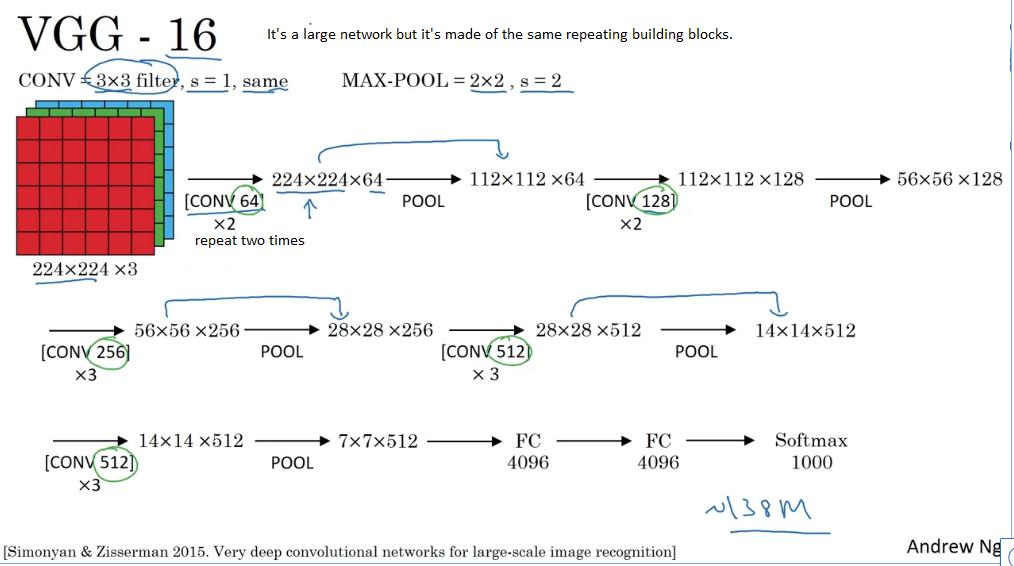 VGG - 16
It's a large network but it's made of the same repeating building blocks.
CONV = 3×3 filter, s = 1, same
MAX-POOL = 2×2 , s = 2
224×224×64
112×112 ×64
112×112 ×128
56×56 ×128
[CONV 64]
POOL
[CONV 128]
POOL
×2
×2
repeat two times
224×224 ×3
56×56 ×256
28×28 ×256
28×28 ×512
14×14×512
[CONV 256]
POOL
[CONV 512]
POOL
×3
× 3
14×14 ×512
7×7×512
FC
FC
Softmax
[CONV 512]
POOL
4096
4096
1000
×3
~138M
[Simonyan & Zisserman 2015. Very deep convolutional networks for large-scale image recognition]
Andrew Ng